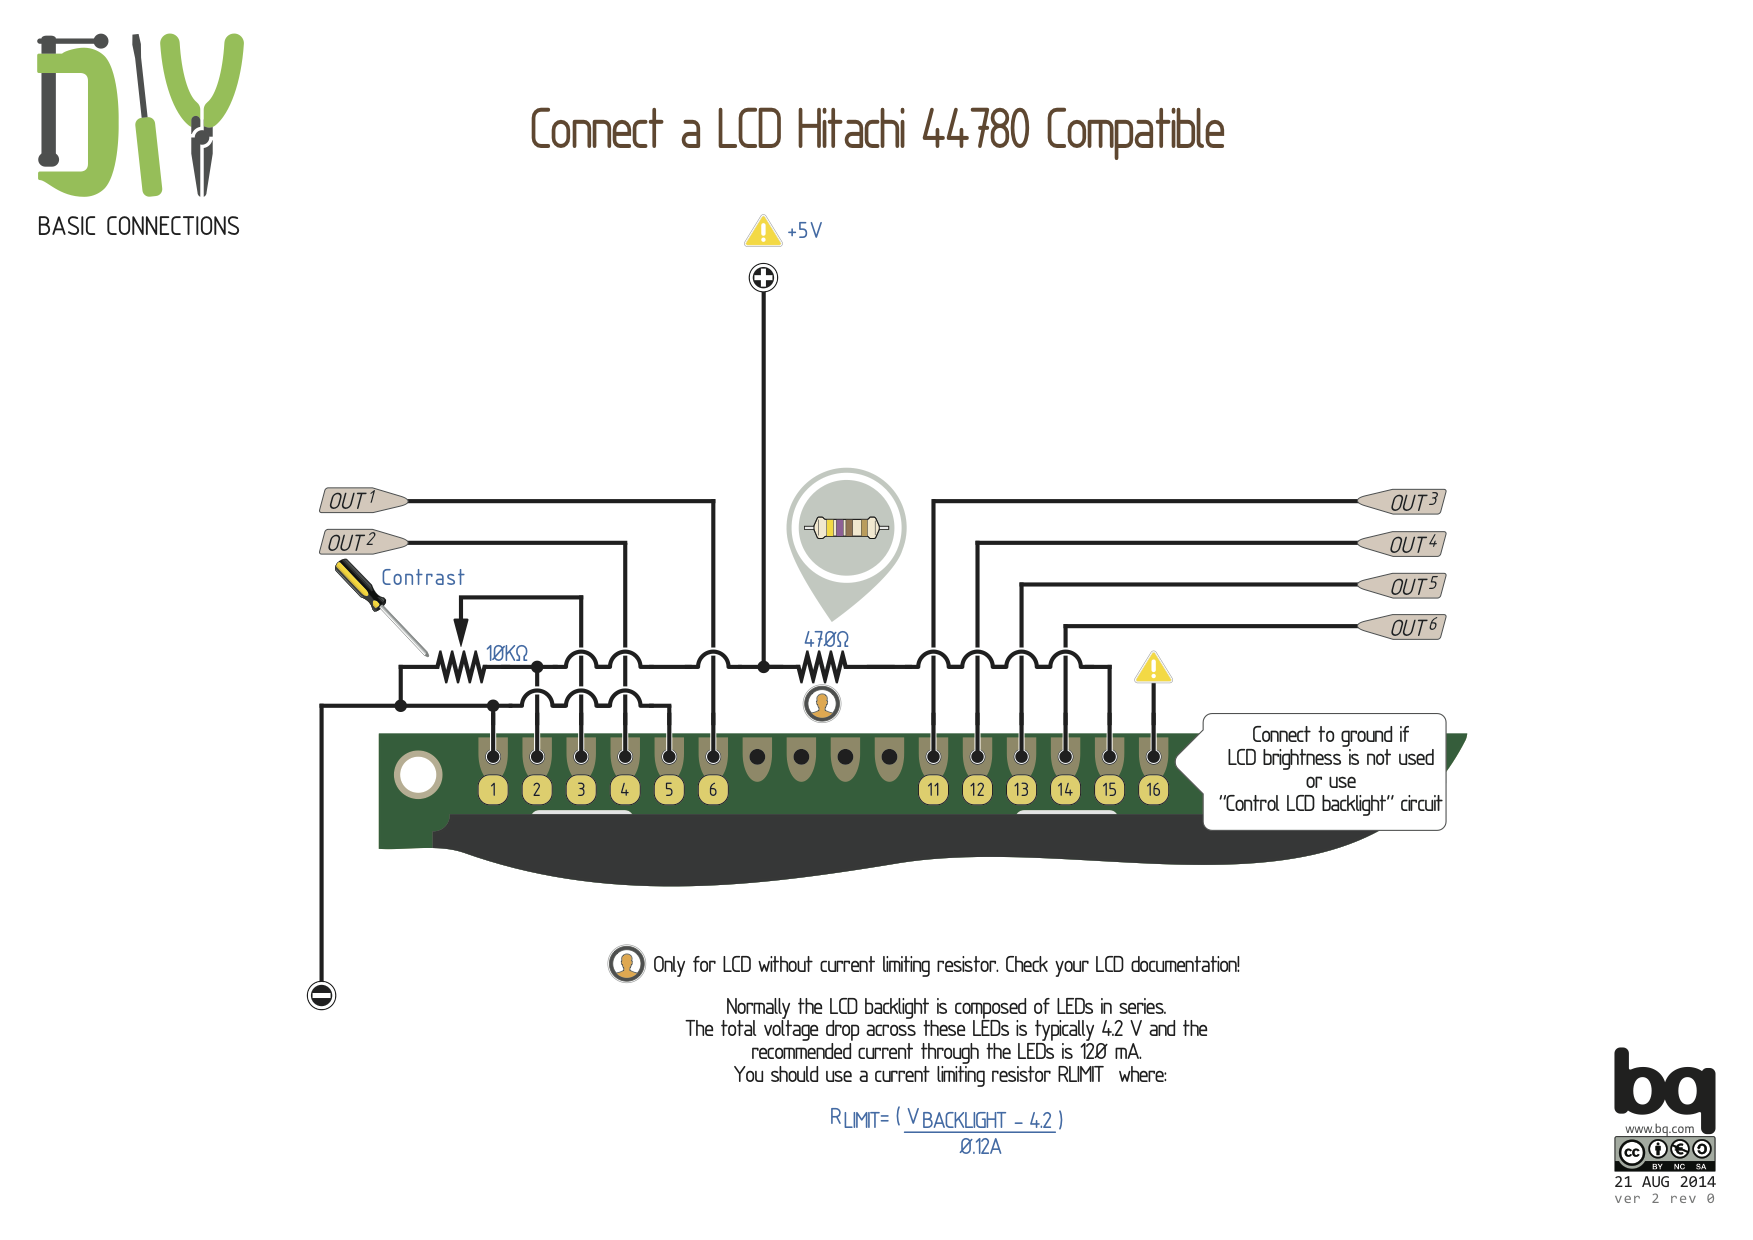 DIY
BASIC CONNECTIONS
Connect a LCD Hitachi 44780 Compatible
+5V
OUT1
OUT2
Contrast
10KΩ
470Ω
OUT3
OUT4
OUT5
OUT6
1 2 3 4 5 6 11 12 13 14 15 16
Connect to ground if
LCD brightness is not used
or use
"Control LCD backlight" circuit
Only for LCD without current limiting resistor. Check your LCD documentation!
Normally the LCD backlight is composed of LEDs in series.
The total voltage drop across these LEDs is typically 4.2 V and the
recommended current through the LEDs is 120 mA.
You should use a current limiting resistor RLIMIT where:
RLIMIT= ( VBACKLIGHT - 4.2 )
0.12A
bq
www.bq.com
cc
BY NC SA
21 AUG 2014
ver 2 rev 0